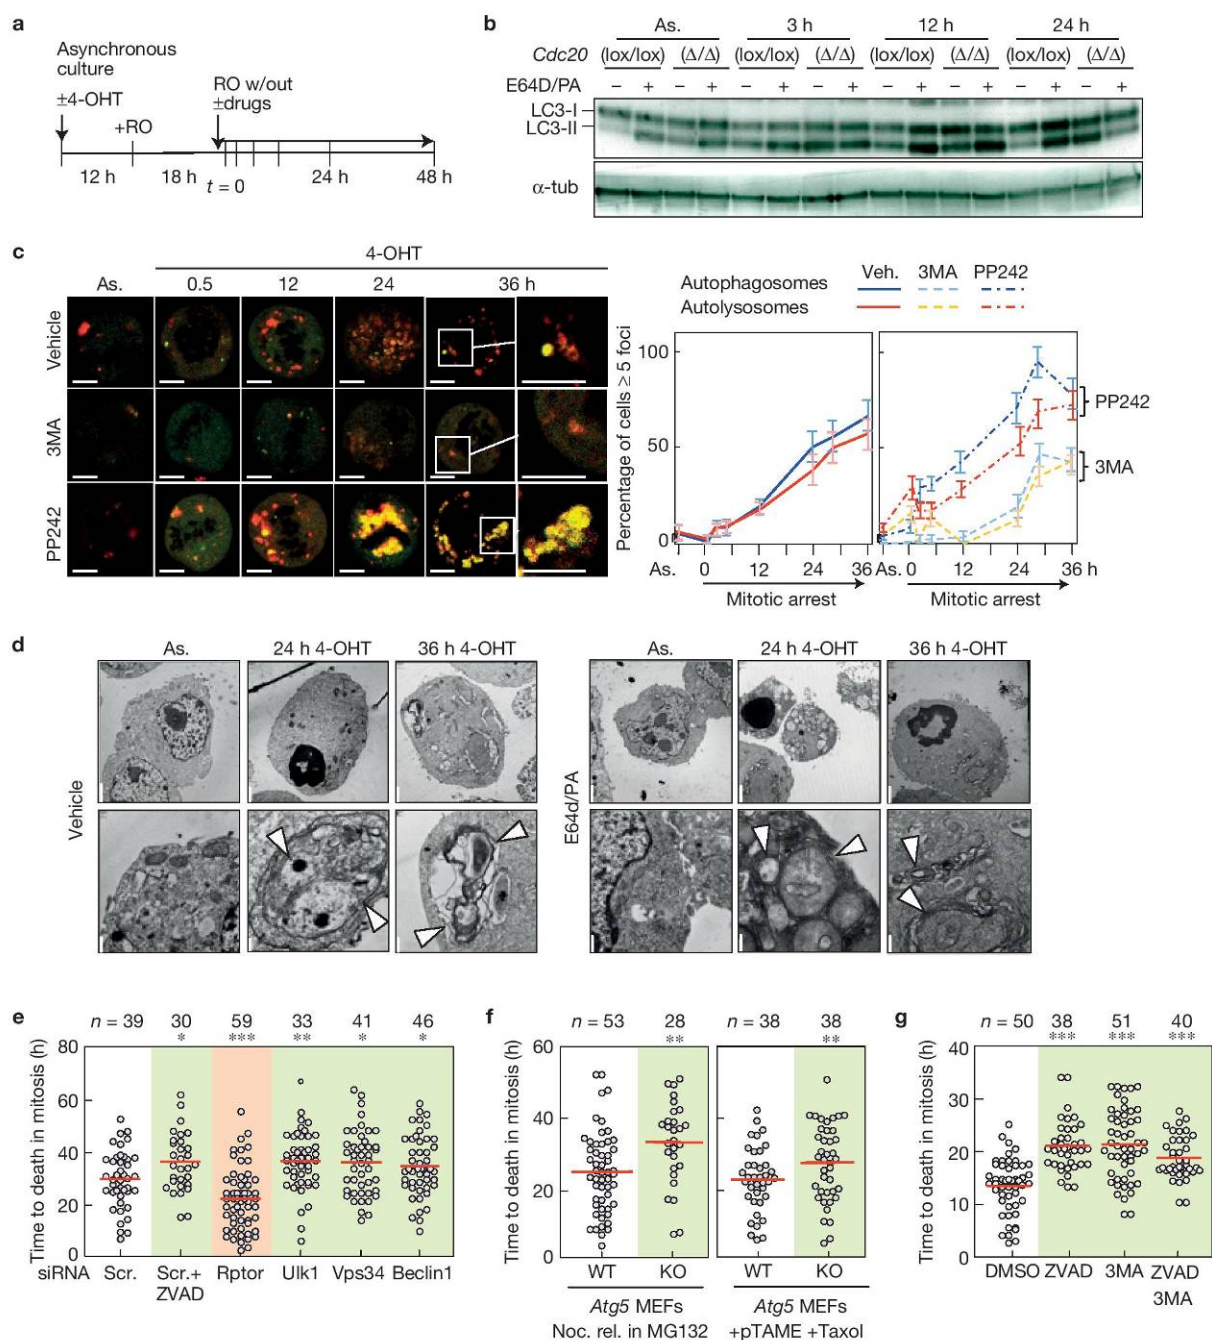 a
Asynchronous
culture
±4-OHT
+RO
RO w/out
±drugs
12 h
18 h
t = 0
24 h
48 h
b
As.
3 h
12 h
24 h
Cdc20
(lox/lox) (Δ/Δ) (lox/lox) (Δ/Δ) (lox/lox) (Δ/Δ) (lox/lox) (Δ/Δ)
E64D/PA – + – + – + – + – + – + – + – +
LC3-I
LC3-II
α-tub
c
4-OHT
As. 0.5 12 24 36 h
Vehicle
3MA
PP242
Veh. 3MA PP242
Autophagosomes
Autolysosomes
Percentage of cells ≥ 5 foci
100
50
0
As. 0 12 24 36
Mitotic arrest
PP242
3MA
As. 0 12 24 36 h
Mitotic arrest
d
As. 24 h 4-OHT 36 h 4-OHT
Vehicle
As. 24 h 4-OHT 36 h 4-OHT
E64d/PA
e
n = 39 30 59 33 41 46
* *** ** * *
Time to death in mitosis (h)
80
60
40
20
0
siRNA Scr. Scr.+ Rptor Ulk1 Vps34 Beclin1
ZVAD
f
n = 53 28 n = 38 38
** **
Time to death in mitosis (h)
60
40
20
0
WT KO WT KO
Atg5 MEFs Atg5 MEFs
Noc. rel. in MG132 +pTAME +Taxol
g
n = 50 38 51 40
*** *** ***
Time to death in mitosis (h)
40
30
20
10
0
DMSO ZVAD 3MA ZVAD
3MA